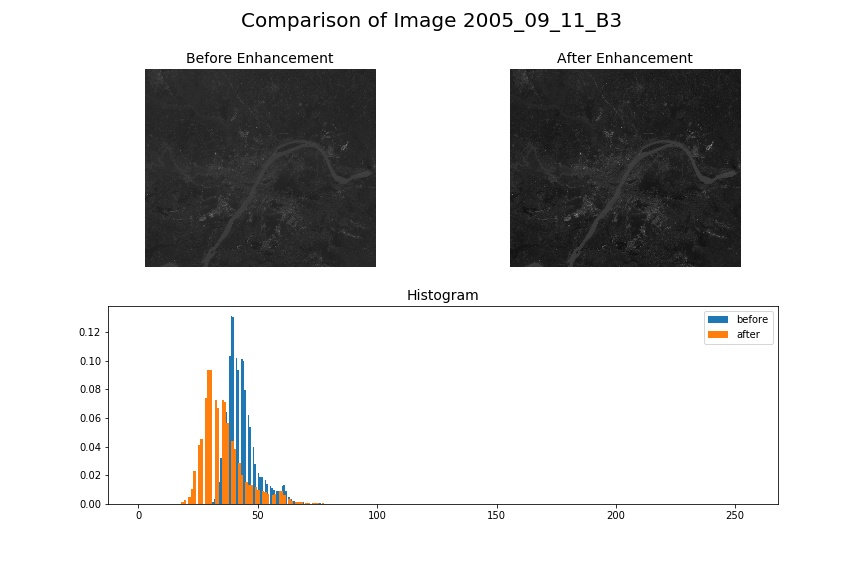 Comparison of Image 2005_09_11_B3
Before Enhancement
After Enhancement
Histogram
before
after
0.12
0.10
0.08
0.06
0.04
0.02
0.00
0 50 100 150 200 250